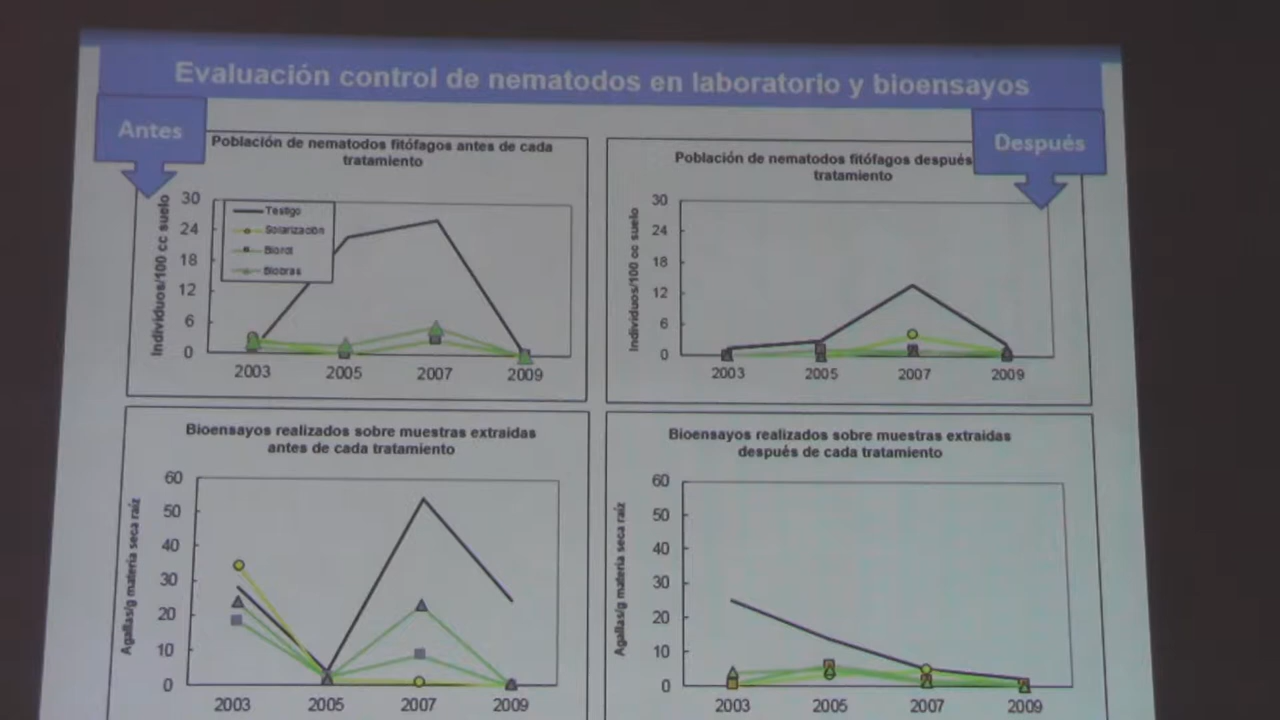 Evaluación control de nematodos en laboratorio y bioensayos
Antes
Después
Población de nematodos fitófagos antes de cada
tratamiento
Individuos/100 cc suelo
30
24
18
12
6
0
Testigo
Solarización
Biorot
Biobras
2003 2005 2007 2009
Población de nematodos fitófagos después
tratamiento
Individuos/100 cc suelo
30
24
18
12
6
0
2003 2005 2007 2009
Bioensayos realizados sobre muestras extraidas
antes de cada tratamiento
Agallas/g materia seca raíz
60
50
40
30
20
10
0
2003 2005 2007 2009
Bioensayos realizados sobre muestras extraidas
después de cada tratamiento
Agallas/g materia seca raíz
60
50
40
30
20
10
0
2003 2005 2007 2009